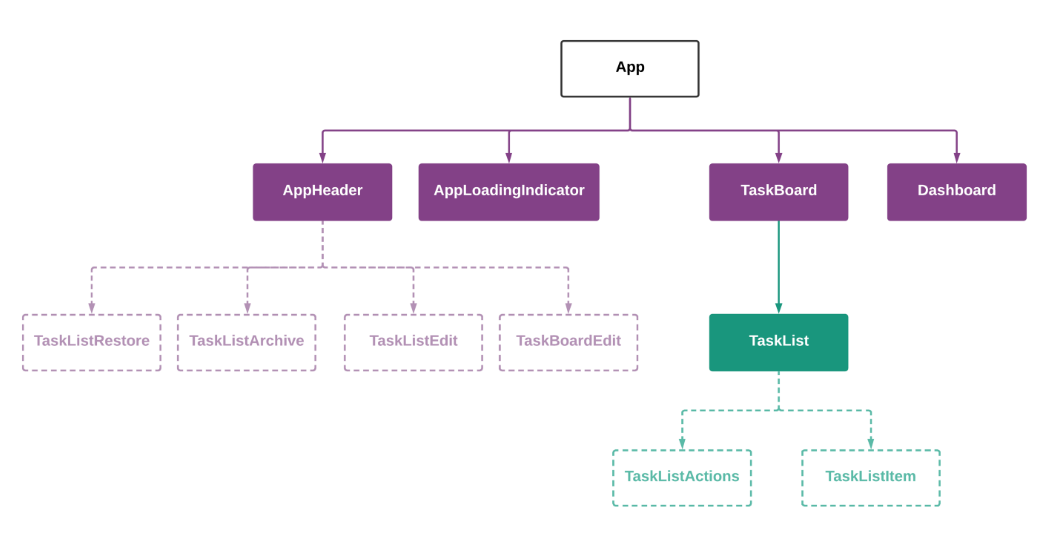 App
AppHeader
AppLoadingIndicator
TaskBoard
Dashboard
TaskListRestore
TaskListArchive
TaskListEdit
TaskBoardEdit
TaskList
TaskListActions
TaskListItem